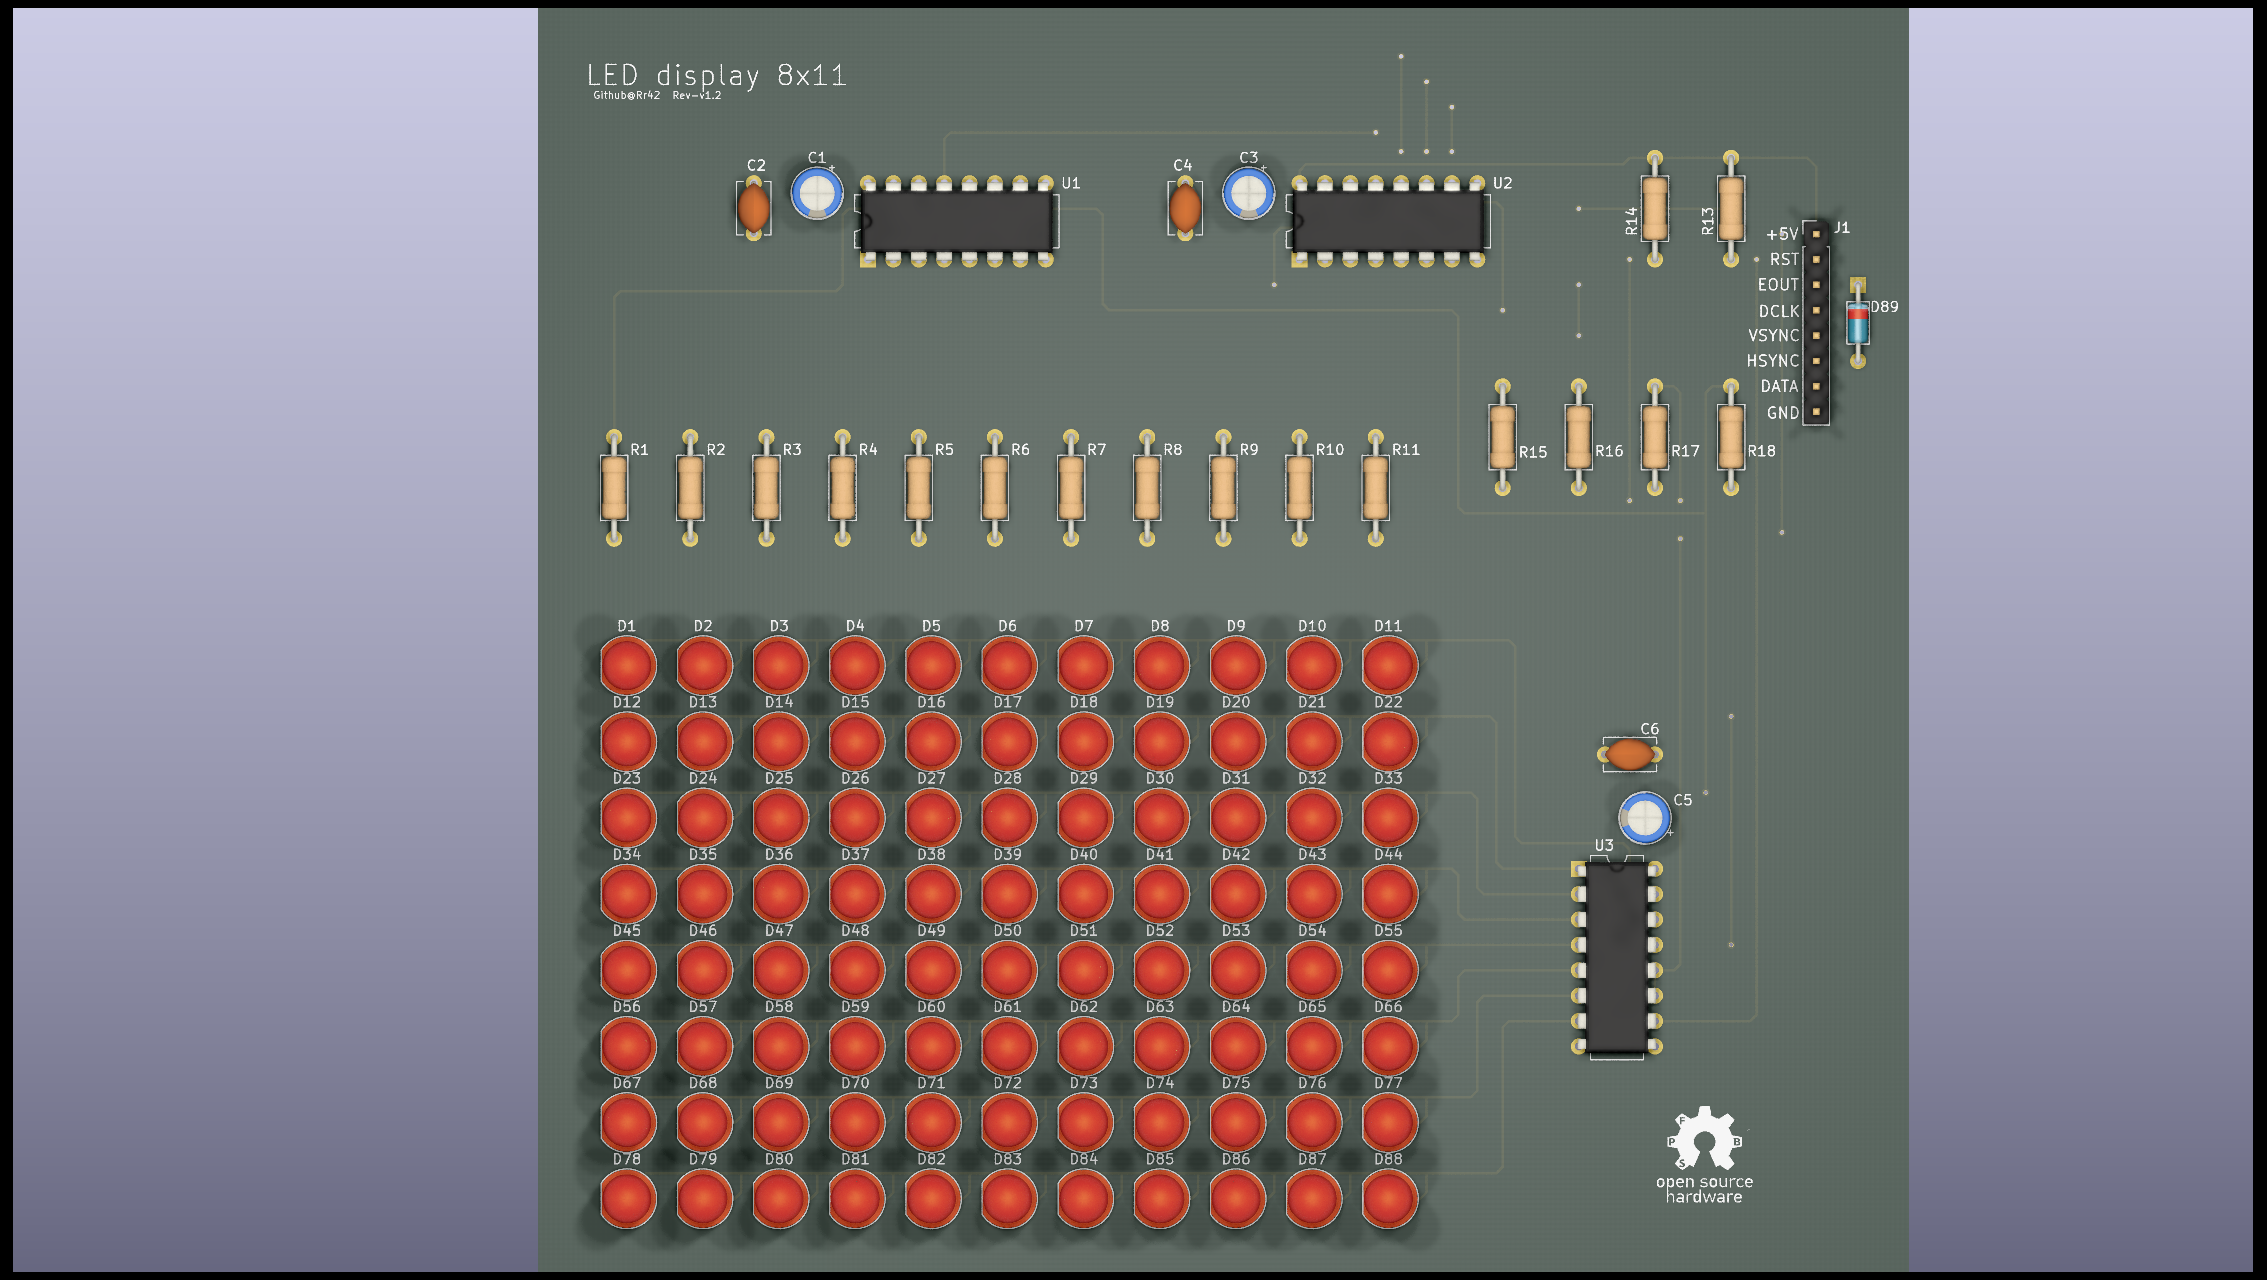 LED display 8x11
Github@Rr42 Rev-v1.2
C2 C1 U1 C4 C3 U2
R14 R13
J1
+5V
RST
EOUT
DCLK
VSYNC
HSYNC
DATA
GND
D89
R1 R2 R3 R4 R5 R6 R7 R8 R9 R10 R11 R15 R16 R17 R18
D1 D2 D3 D4 D5 D6 D7 D8 D9 D10 D11
D12 D13 D14 D15 D16 D17 D18 D19 D20 D21 D22
D23 D24 D25 D26 D27 D28 D29 D30 D31 D32 D33
D34 D35 D36 D37 D38 D39 D40 D41 D42 D43 D44
D45 D46 D47 D48 D49 D50 D51 D52 D53 D54 D55
D56 D57 D58 D59 D60 D61 D62 D63 D64 D65 D66
D67 D68 D69 D70 D71 D72 D73 D74 D75 D76 D77
D78 D79 D80 D81 D82 D83 D84 D85 D86 D87 D88
C6
C5
U3
F
P B
S
open source
hardware